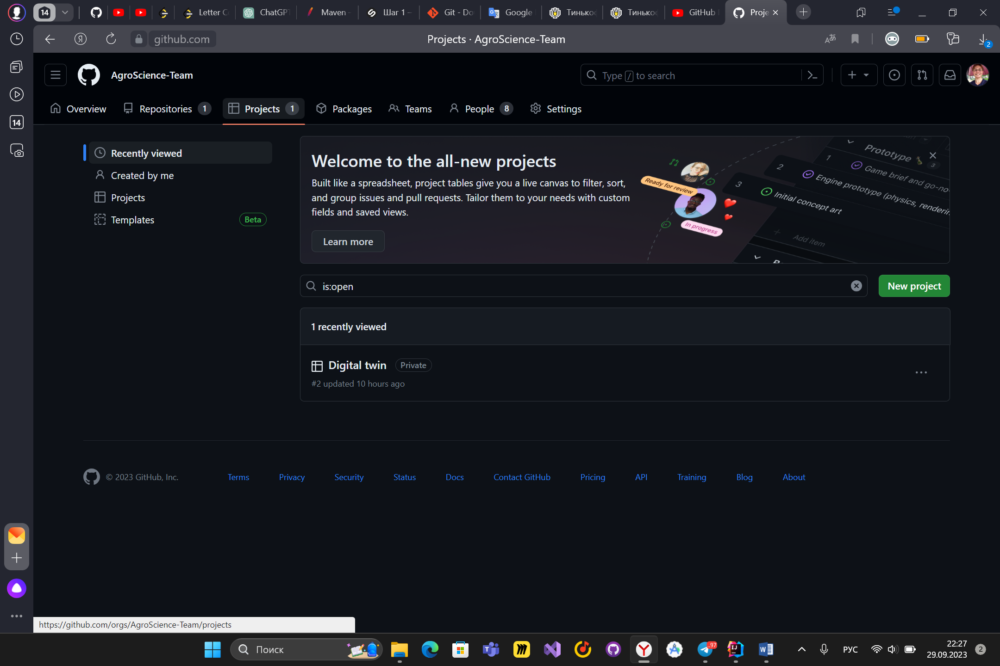 14
Letter C
ChatGPT
Maven -
Шаг 1 –
Git - Do
Google
Тинько
Тинько
GitHub
Proje
github.com
Projects · AgroScience-Team
2
AgroScience-Team
Type / to search
Overview
Repositories 1
Projects 1
Packages
Teams
People 8
Settings
14
Recently viewed
Created by me
Projects
Templates Beta
Welcome to the all-new projects
Built like a spreadsheet, project tables give you a live canvas to filter, sort,
and group issues and pull requests. Tailor them to your needs with custom
fields and saved views.
Learn more
Ready for review
In progress
Prototype 3
1 Game brief and go-no-
2 Engine prototype (physics, renderin
3 Initial concept art
Add item
is:open
New project
1 recently viewed
Digital twin Private
#2 updated 10 hours ago
© 2023 GitHub, Inc.
Terms
Privacy
Security
Status
Docs
Contact GitHub
Pricing
API
Training
Blog
About
https://github.com/orgs/AgroScience-Team/projects
Поиск
97
РУС
22:27
29.09.2023
2